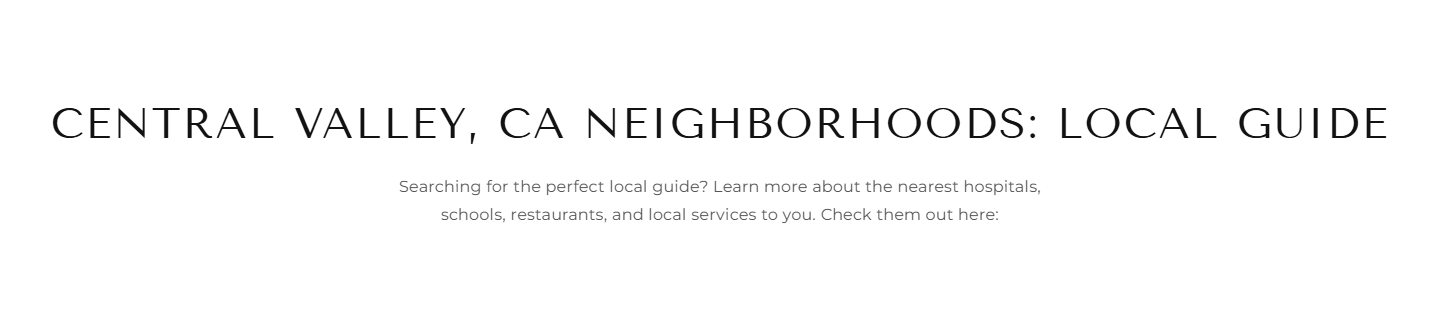 CENTRAL VALLEY, CA NEIGHBORHOODS: LOCAL GUIDE
Searching for the perfect local guide? Learn more about the nearest hospitals,
schools, restaurants, and local services to you. Check them out here: